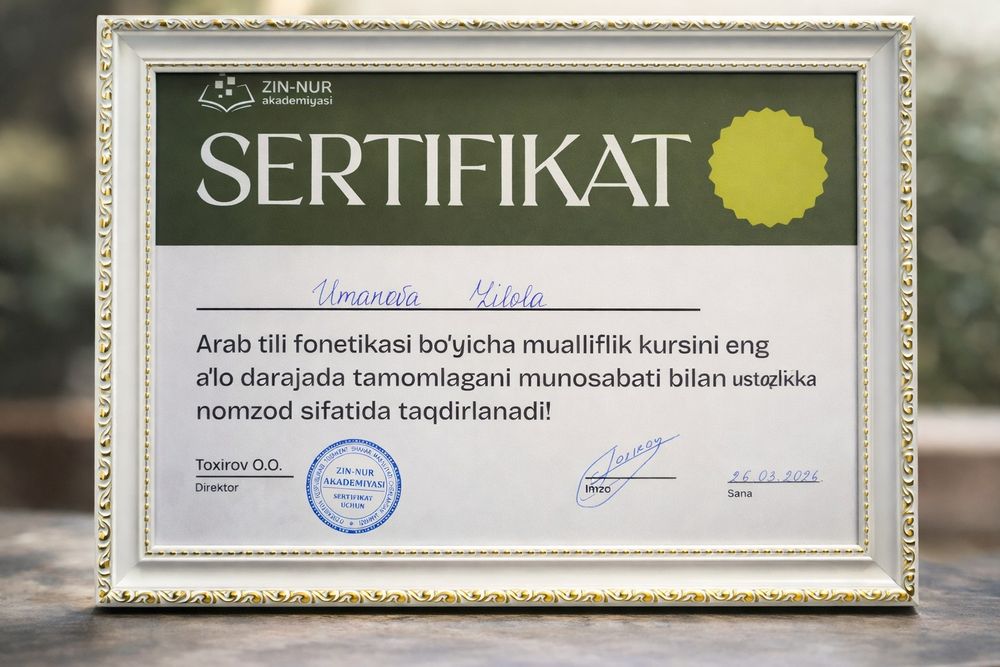 ZIN-NUR
akademiyasi
SERTIFIKAT
Umanova Zilola
Arab tili fonetikasi bo'yicha mualliflik kursini eng
a'lo darajada tamomlagani munosabati bilan ustozlikka
nomzod sifatida taqdirlanadi!
Toxirov O.O.
Direktor
ZIN-NUR
AKADEMIYASI
SERTIFIKAT
UCHUN
Imzo
26.03.2026
Sana